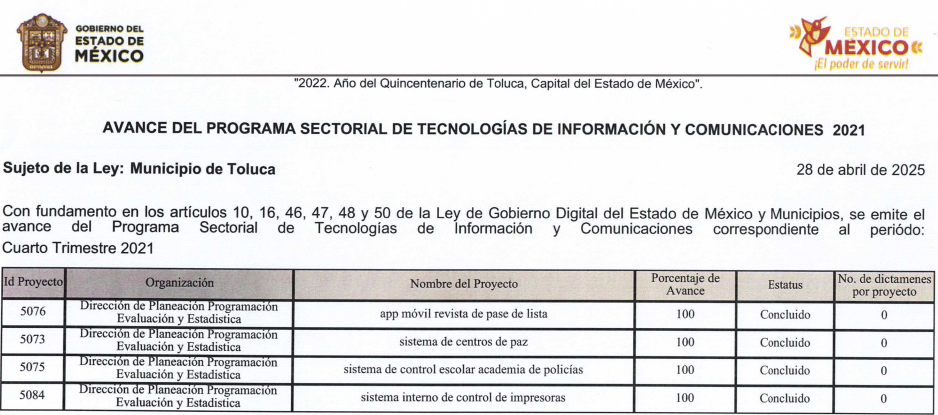 GOBIERNO DEL
ESTADO DE
MÉXICO
ESTADO DE
MÉXICO
¡El poder de servir!
"2022. Año del Quincentenario de Toluca, Capital del Estado de México".
AVANCE DEL PROGRAMA SECTORIAL DE TECNOLOGÍAS DE INFORMACIÓN Y COMUNICACIONES 2021
Sujeto de la Ley: Municipio de Toluca 28 de abril de 2025
Con fundamento en los artículos 10, 16, 46, 47, 48 y 50 de la Ley de Gobierno Digital del Estado de México y Municipios, se emite el
avance del Programa Sectorial de Tecnologías de Información y Comunicaciones correspondiente al periódo:
Cuarto Trimestre 2021
Id Proyecto Organización Nombre del Proyecto Porcentaje de Avance Estatus No. de dictamenes por proyecto
5076 Dirección de Planeación Programación Evaluación y Estadistica app móvil revista de pase de lista 100 Concluido 0
5073 Dirección de Planeación Programación Evaluación y Estadistica sistema de centros de paz 100 Concluido 0
5075 Dirección de Planeación Programación Evaluación y Estadistica sistema de control escolar academia de policías 100 Concluido 0
5084 Dirección de Planeación Programación Evaluación y Estadistica sistema interno de control de impresoras 100 Concluido 0